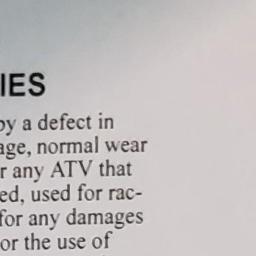 IES
by a defect in
age, normal wear
r any ATV that
ed, used for rac-
for any damages
or the use of